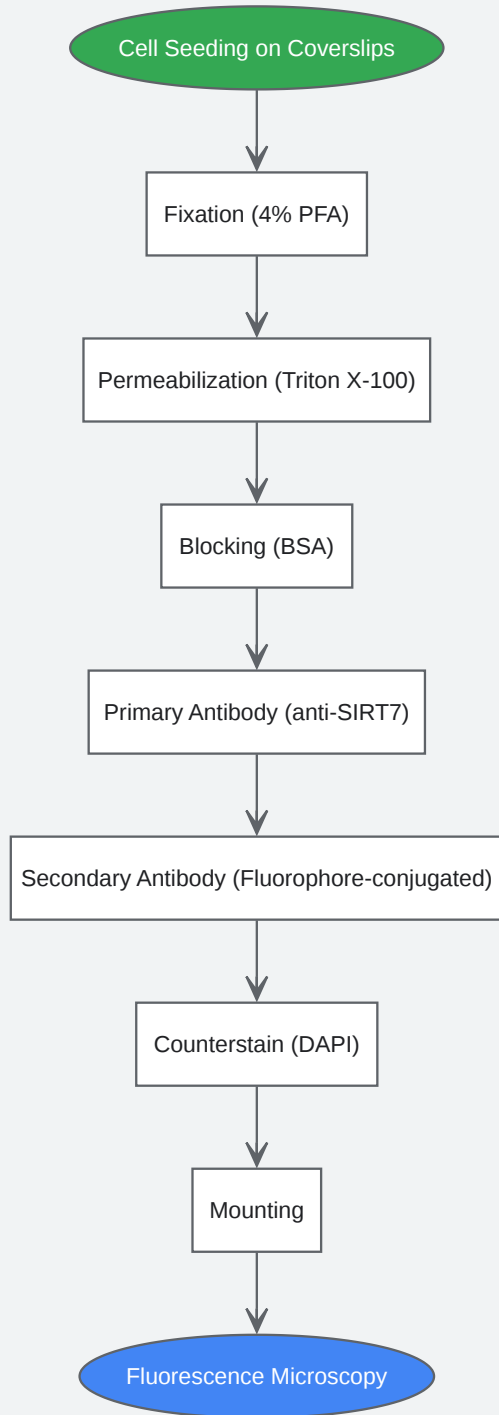 Cell Seeding on Coverslips
Fixation (4% PFA)
Permeabilization (Triton X-100)
Blocking (BSA)
Primary Antibody (anti-SIRT7)
Secondary Antibody (Fluorophore-conjugated)
Counterstain (DAPI)
Mounting
Fluorescence Microscopy